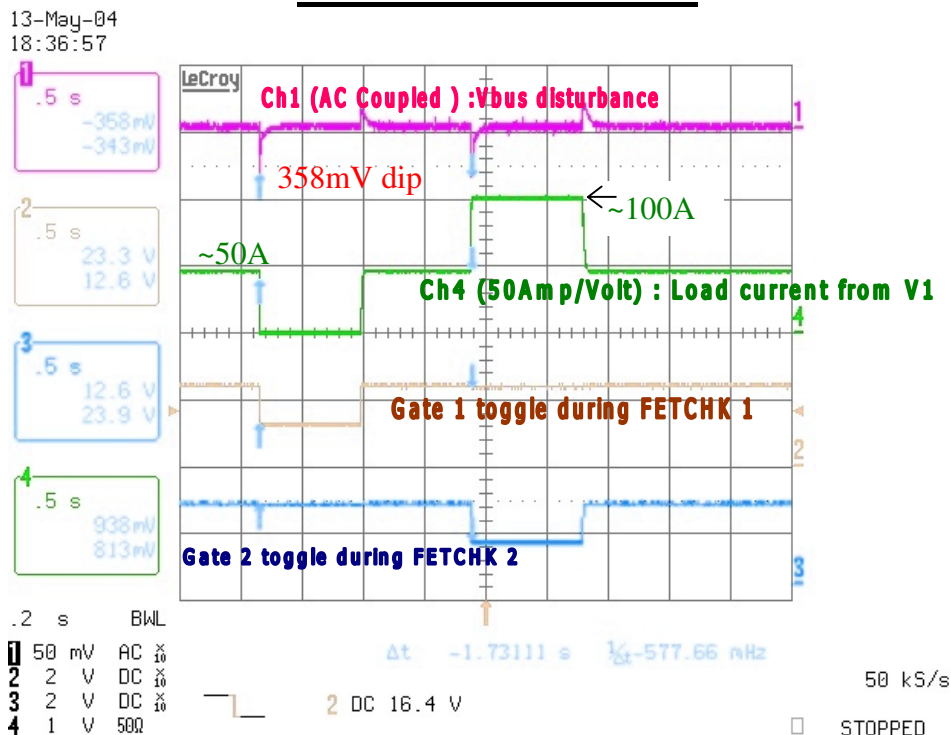 13-May-04
18:36:57
1
.5 s
-358mV
-343mV
LeCroy
Ch1 (AC Coupled ) :Vbus disturbance
1
358mV dip
2
.5 s
23.3 V
12.6 V
~50A
~100A
Ch4 (50Amp/Volt) : Load current from V1
4
3
.5 s
12.6 V
23.9 V
Gate 1 toggle during FETCHK 1
2
4
.5 s
938mV
813mV
Gate 2 toggle during FETCHK 2
3
.2 s BWL
1 50 mV AC X10
2 2 V DC X10
3 2 V DC X10
4 1 V 50Ω
Δt -1.73111 s 1/Δt -577.66 mHz
2 DC 16.4 V
50 kS/s
STOPPED